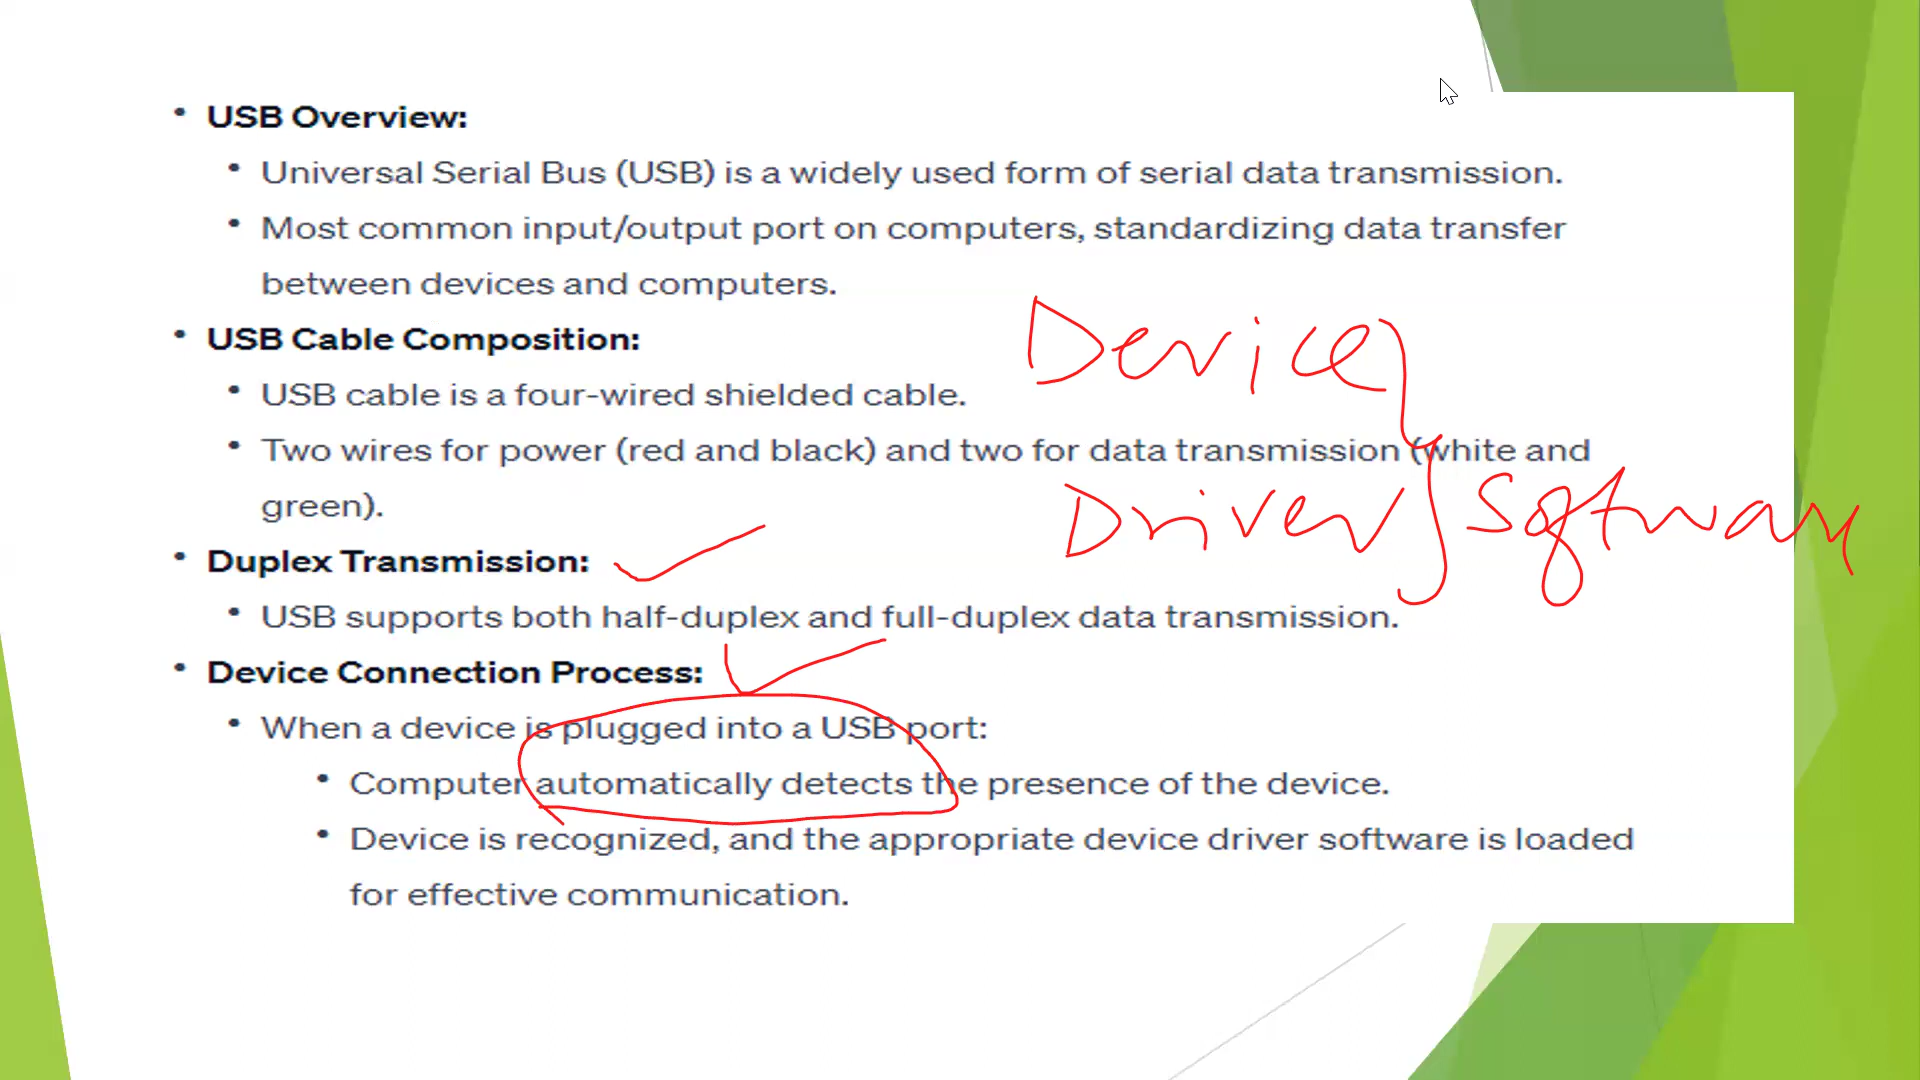 • USB Overview:
• Universal Serial Bus (USB) is a widely used form of serial data transmission.
• Most common input/output port on computers, standardizing data transfer
between devices and computers.
• USB Cable Composition:
Device
• USB cable is a four-wired shielded cable.
• Two wires for power (red and black) and two for data transmission (white and
green).
Driver Software
• Duplex Transmission:
• USB supports both half-duplex and full-duplex data transmission.
• Device Connection Process:
• When a device is plugged into a USB port:
• Computer automatically detects the presence of the device.
• Device is recognized, and the appropriate device driver software is loaded
for effective communication.